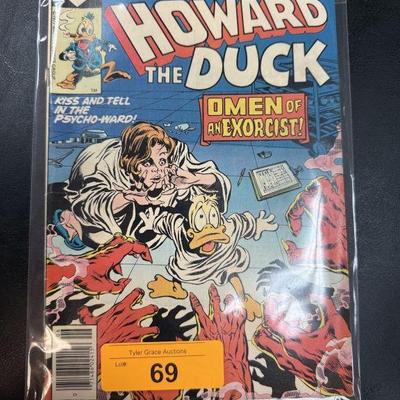 HOWARD
THE DUCK
TM
KISS AND TELL
IN THE
PSYCHO-WARD!
OMEN OF
AN EXORCIST!
Tyler Grace Auctions
Lot#
69